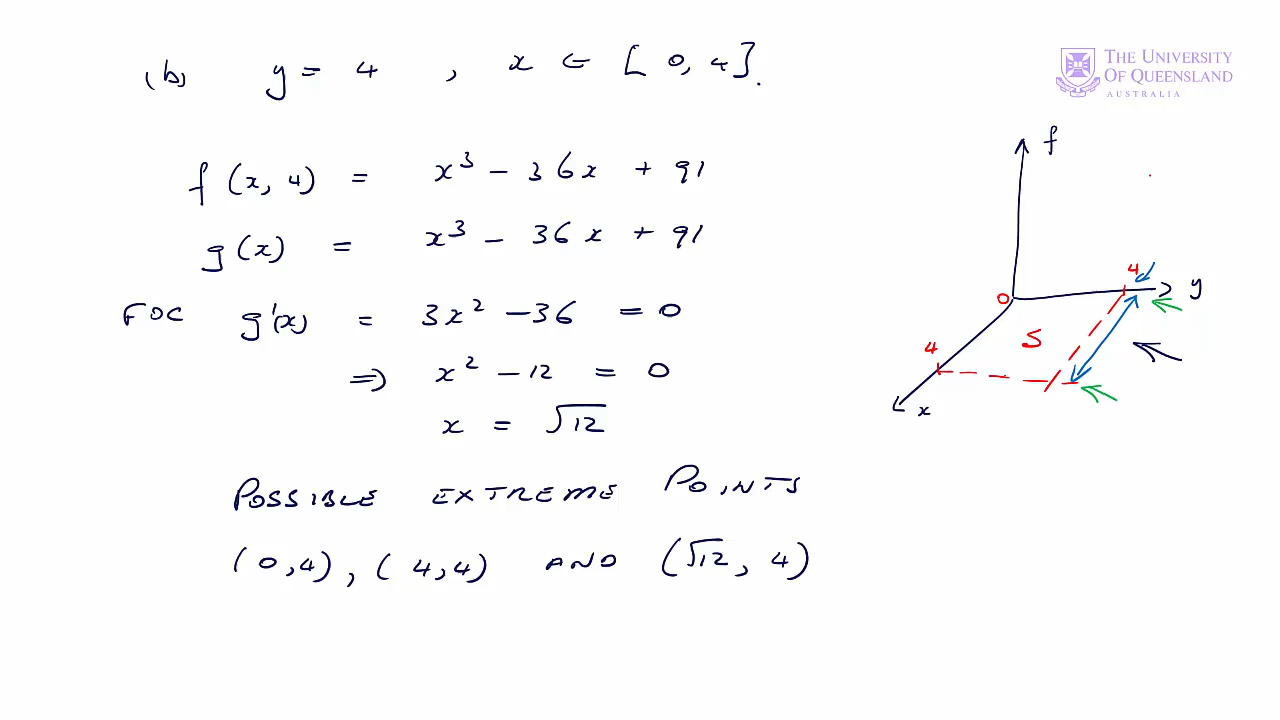 (b) y = 4 , x ∈ [0, 4].
THE UNIVERSITY
OF QUEENSLAND
AUSTRALIA
f(x, 4) = x³ - 36x + 91
g(x) = x³ - 36x + 91
FOC g'(x) = 3x² - 36 = 0
⇒ x² - 12 = 0
x = √12
POSSIBLE EXTREME POINTS
(0,4), (4,4) AND (√12, 4)
f
4
y
0
S
4
x